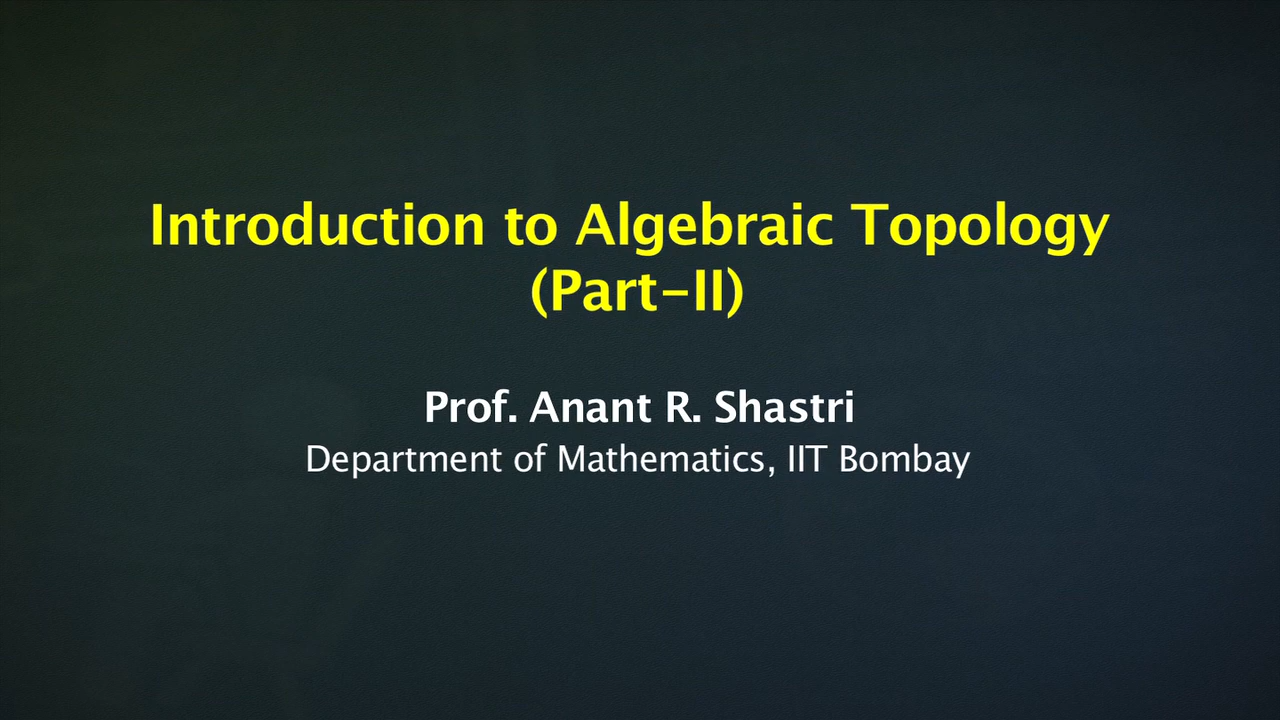 Introduction to Algebraic Topology
(Part-II)
Prof. Anant R. Shastri
Department of Mathematics, IIT Bombay